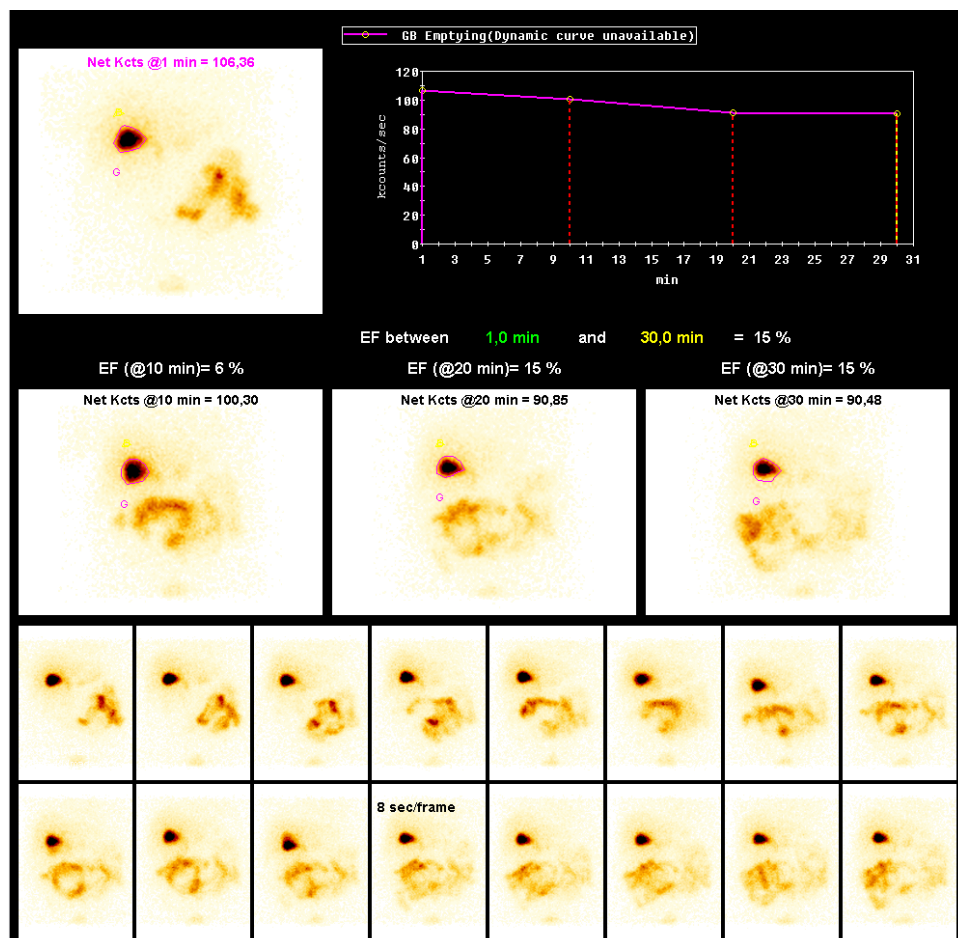 GB Emptying(Dynamic curve unavailable)
Net Kcts @1 min = 106,36
G
120
100
80
60
40
20
0
kcounts/sec
1 3 5 7 9 11 13 15 17 19 21 23 25 27 29 31
min
EF between 1,0 min and 30,0 min = 15 %
EF (@10 min)= 6 % EF (@20 min)= 15 % EF (@30 min)= 15 %
Net Kcts @10 min = 100,30 Net Kcts @20 min = 90,85 Net Kcts @30 min = 90,48
G G G
8 sec/frame